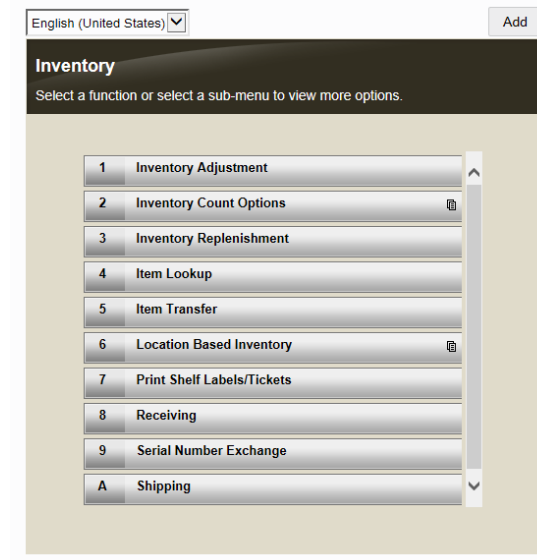 English (United States)
Add
Inventory
Select a function or select a sub-menu to view more options.
1 Inventory Adjustment
2 Inventory Count Options
3 Inventory Replenishment
4 Item Lookup
5 Item Transfer
6 Location Based Inventory
7 Print Shelf Labels/Tickets
8 Receiving
9 Serial Number Exchange
A Shipping